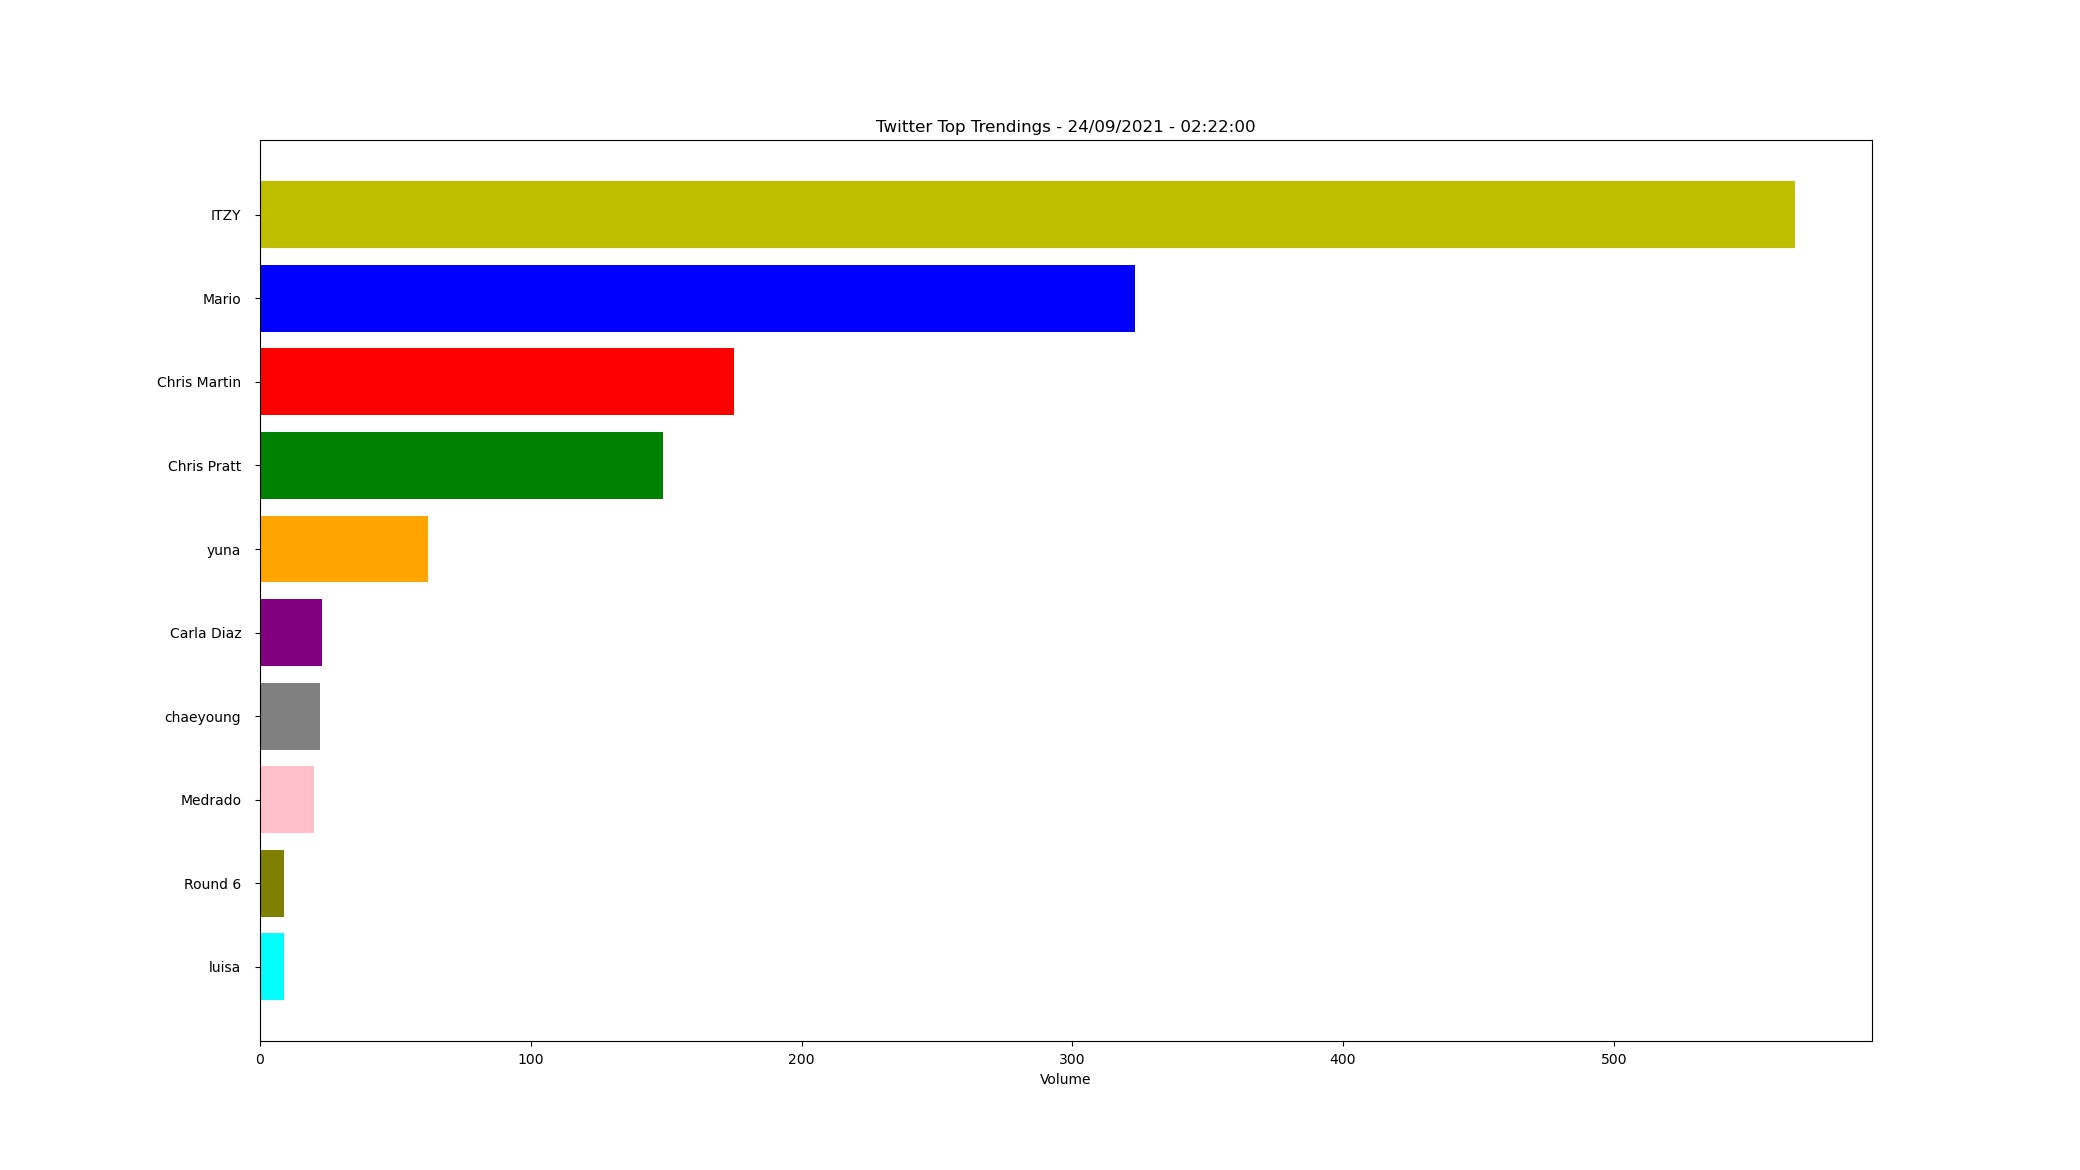 Twitter Top Trendings - 24/09/2021 - 02:22:00
ITZY
Mario
Chris Martin
Chris Pratt
yuna
Carla Diaz
chaeyoung
Medrado
Round 6
luisa
0 100 200 300 400 500
Volume